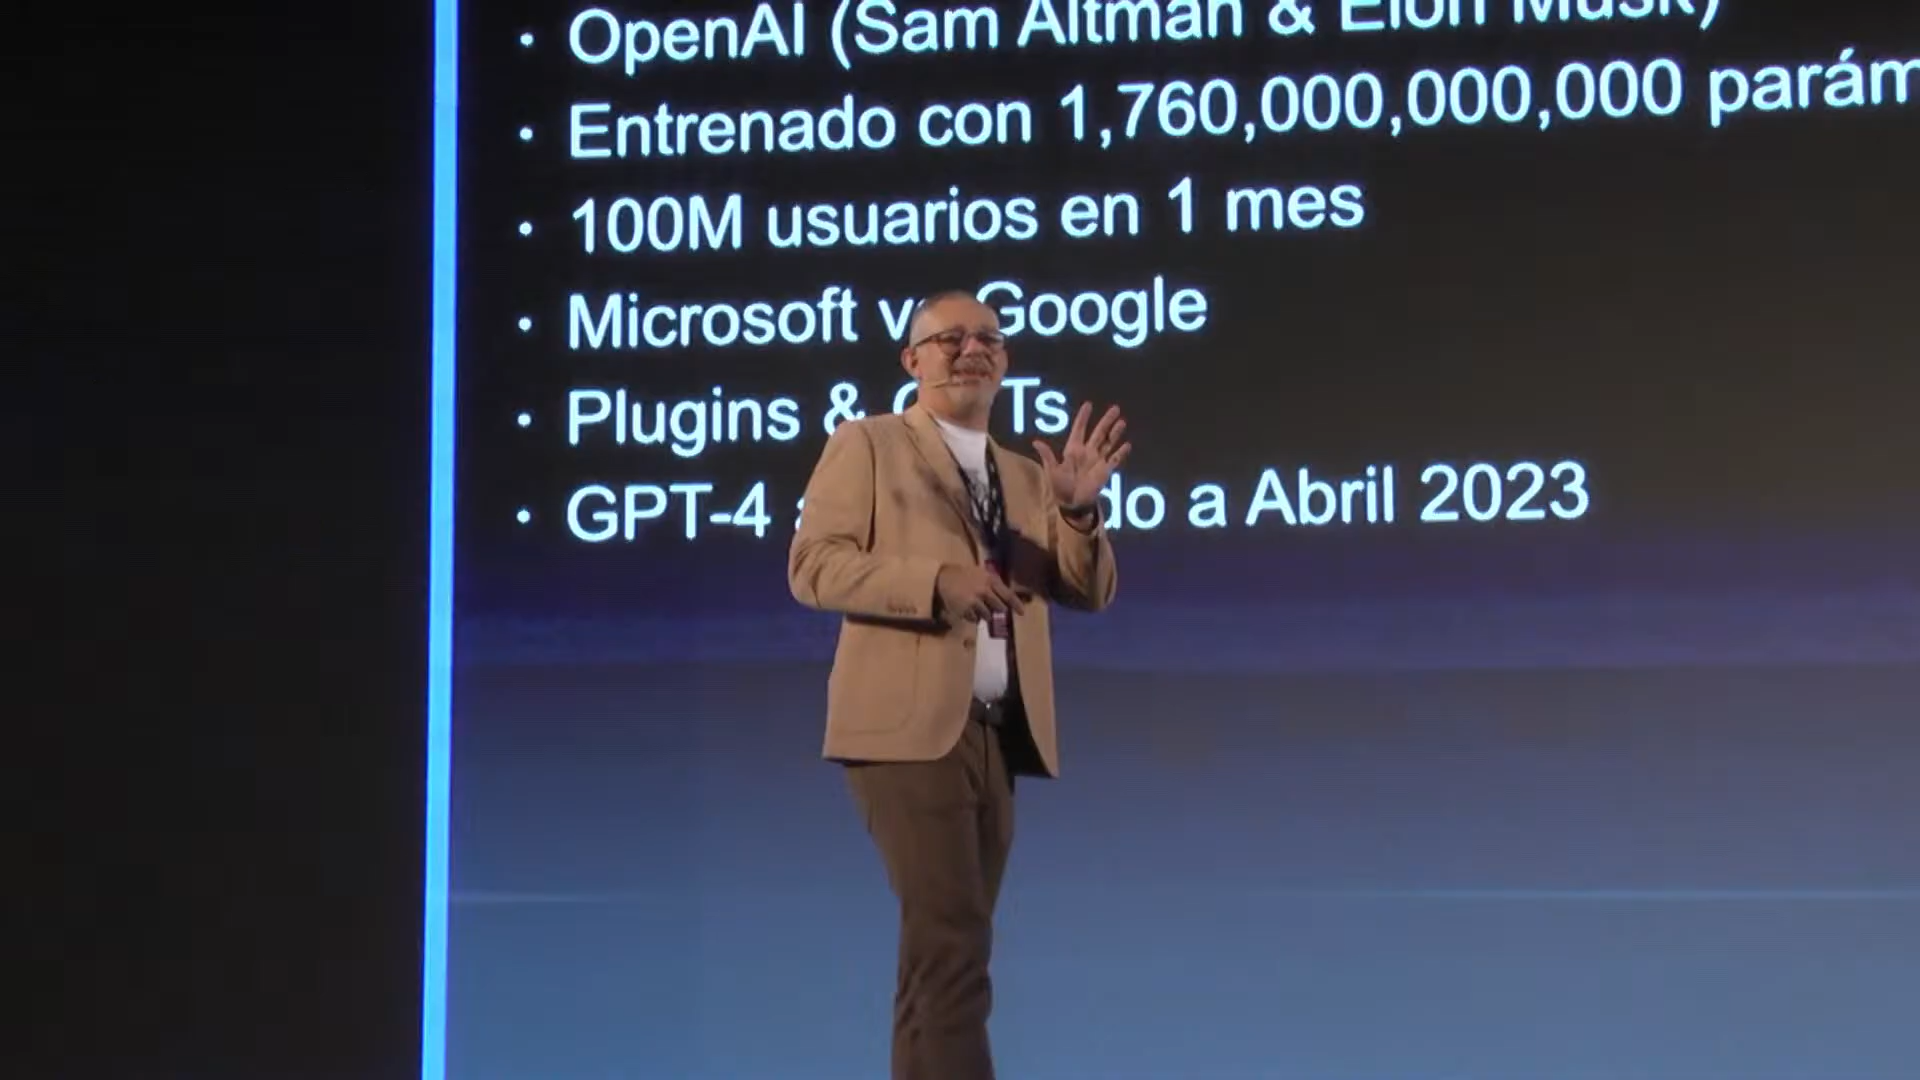 • OpenAI (Sam Altman & Elon Musk)
• Entrenado con 1,760,000,000,000
• 100M usuarios en 1 mes
• Microsoft Google
• Plugins &
• GPT-4 a Abril 2023